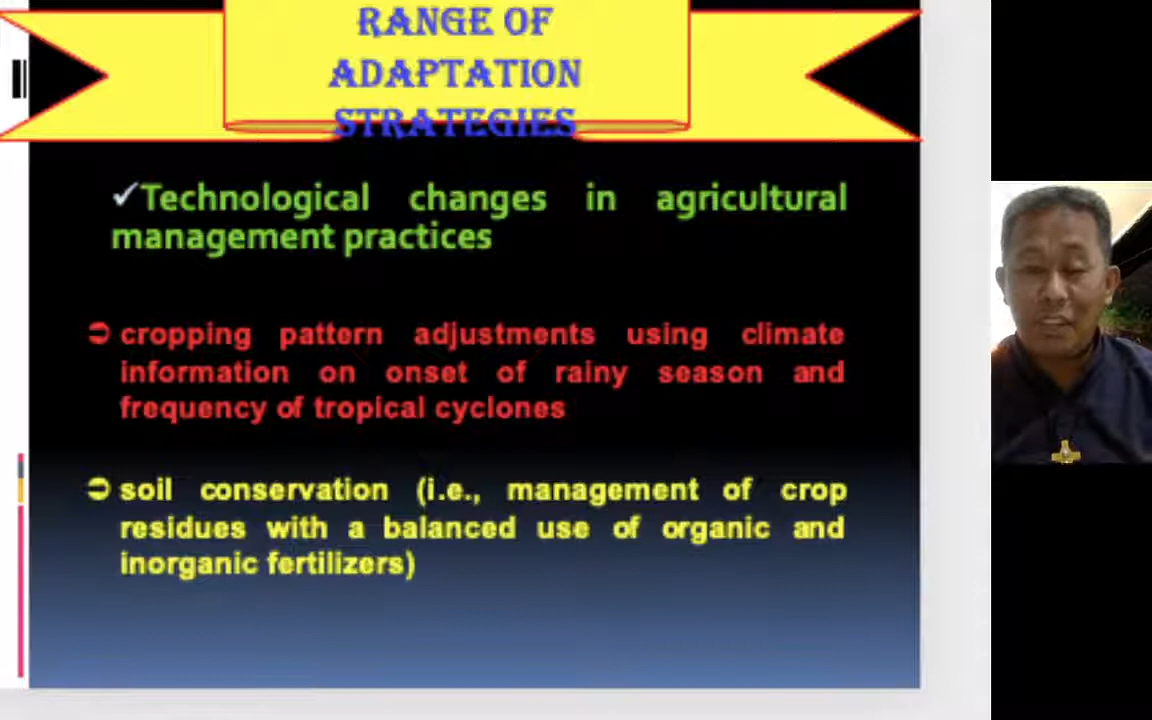 RANGE OF
ADAPTATION
STRATEGIES
✓Technological changes in agricultural
management practices
➲ cropping pattern adjustments using climate
information on onset of rainy season and
frequency of tropical cyclones
➲ soil conservation (i.e., management of crop
residues with a balanced use of organic and
inorganic fertilizers)